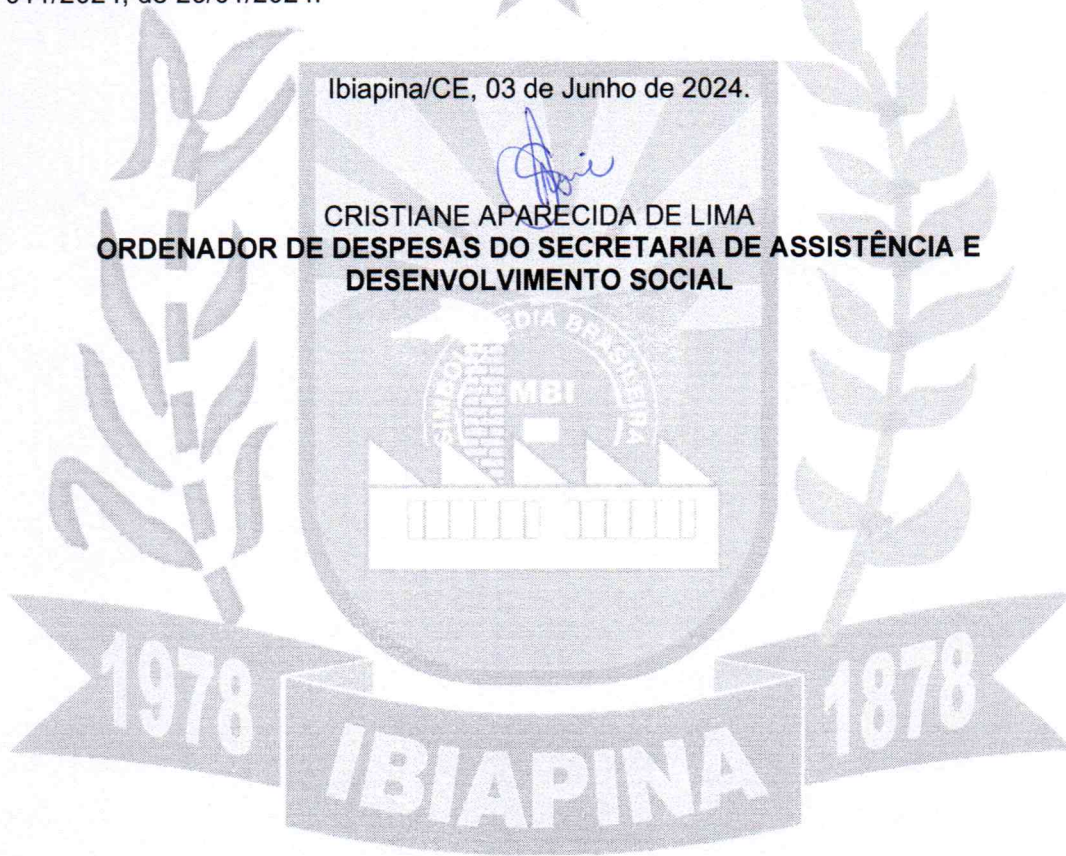 Ibiapina/CE, 03 de Junho de 2024.
CRISTIANE APARECIDA DE LIMA
ORDENADOR DE DESPESAS DO SECRETARIA DE ASSISTÊNCIA E
DESENVOLVIMENTO SOCIAL
MBI
1978
1878
IBIAPINA